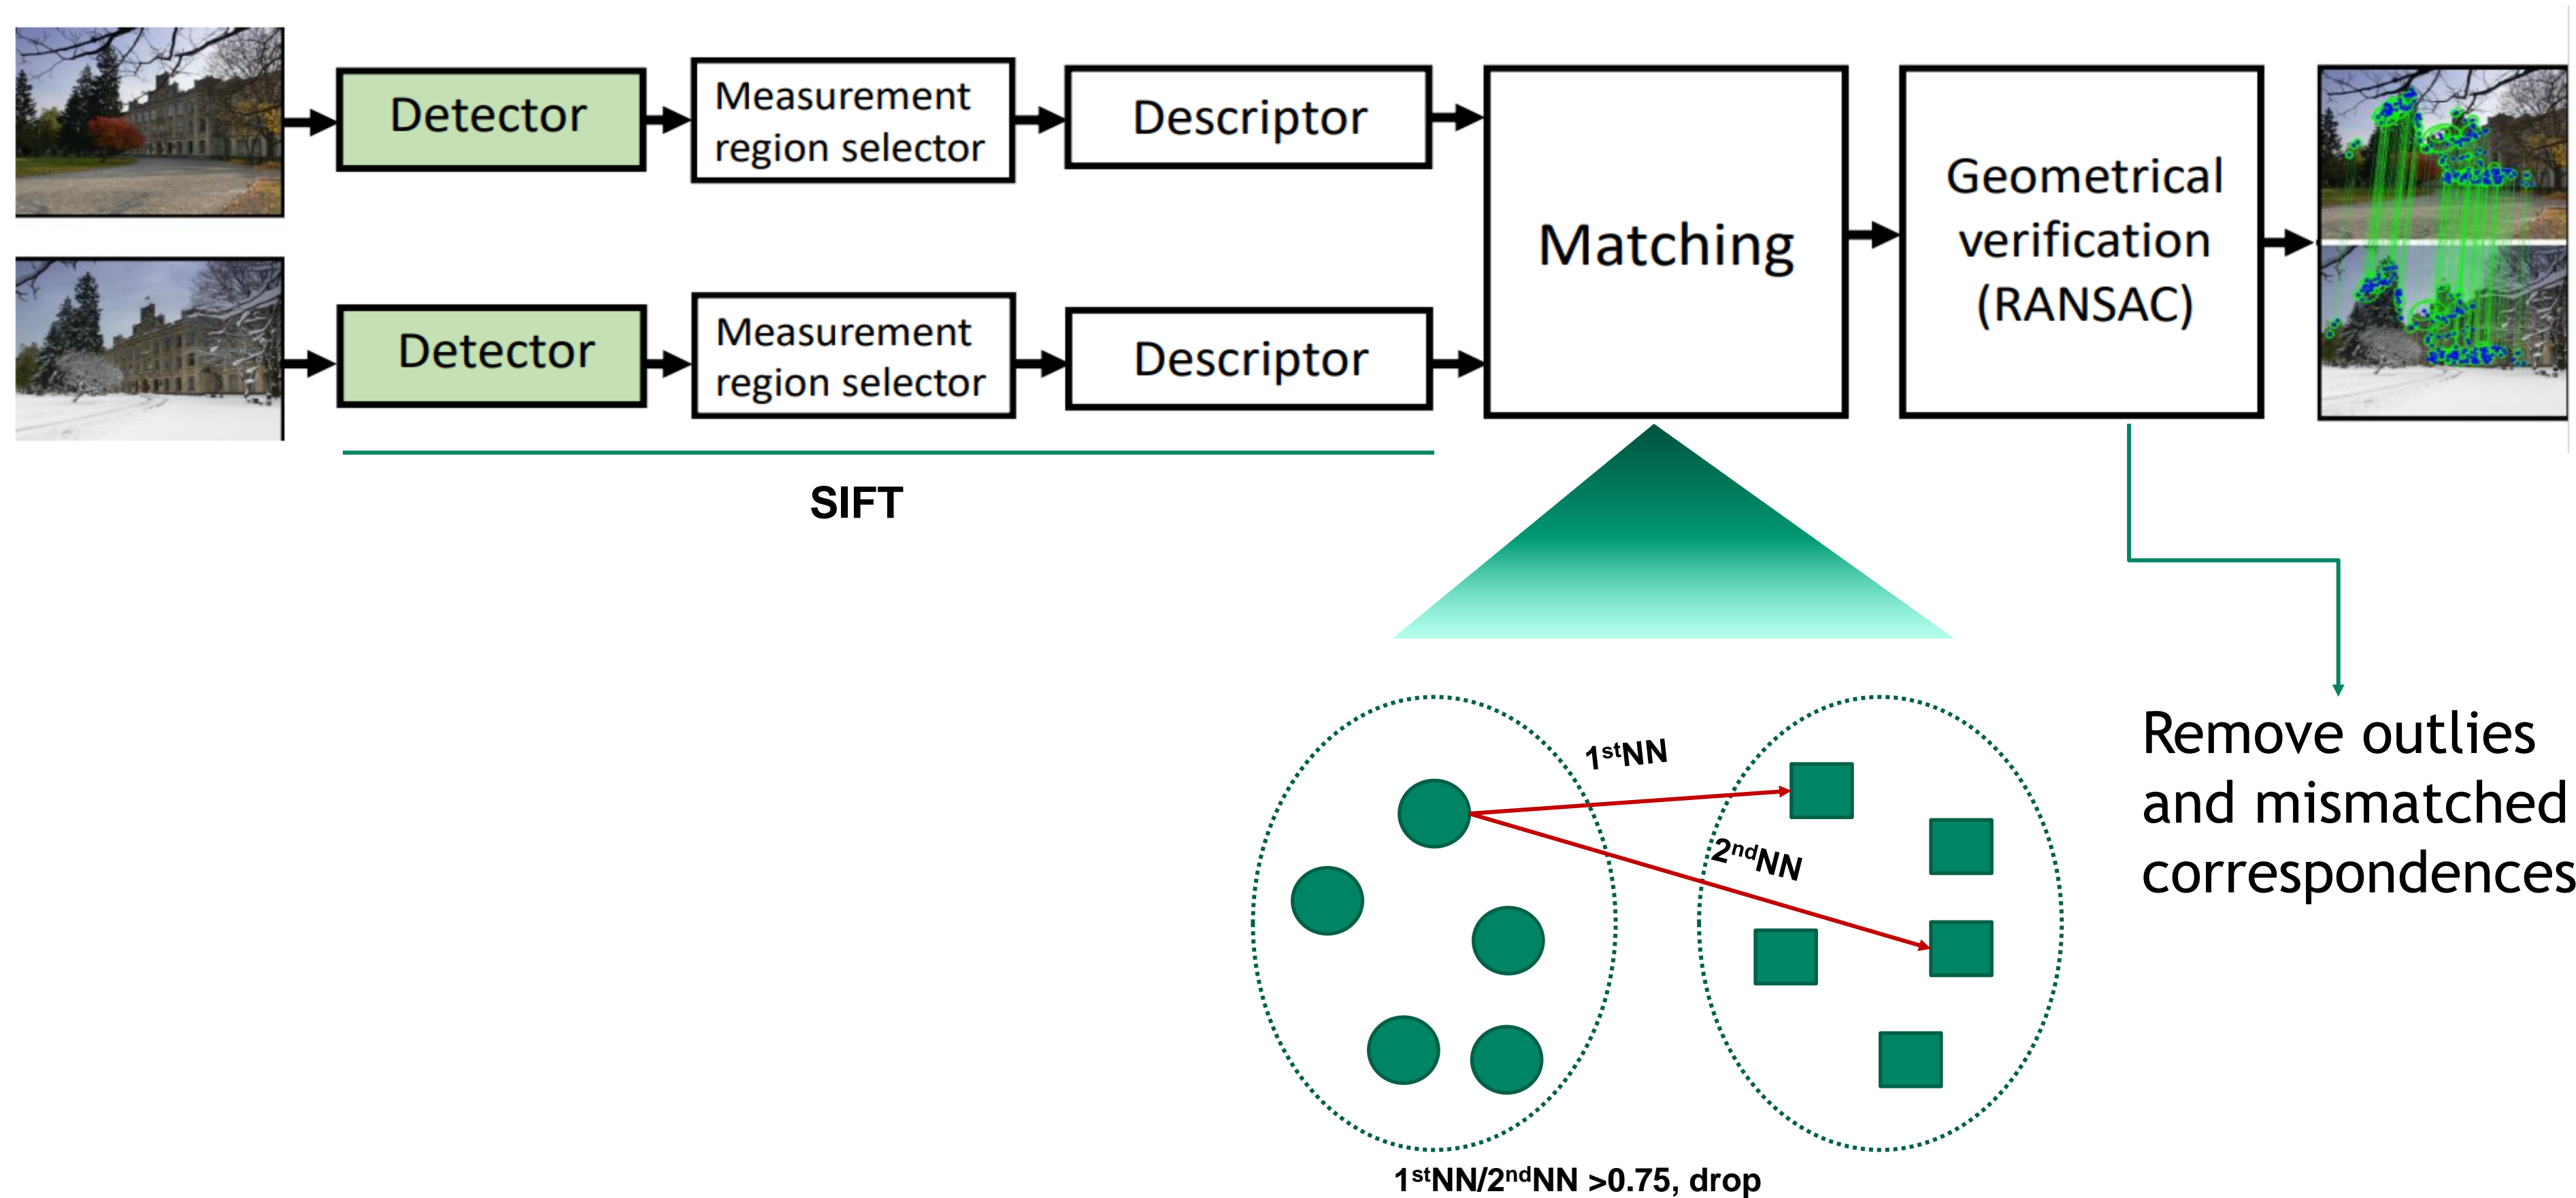 Detector
Measurement
region selector
Descriptor
Detector
Measurement
region selector
Descriptor
Matching
Geometrical
verification
(RANSAC)
SIFT
1stNN
2ndNN
1stNN/2ndNN >0.75, drop
Remove outlies
and mismatched
correspondences